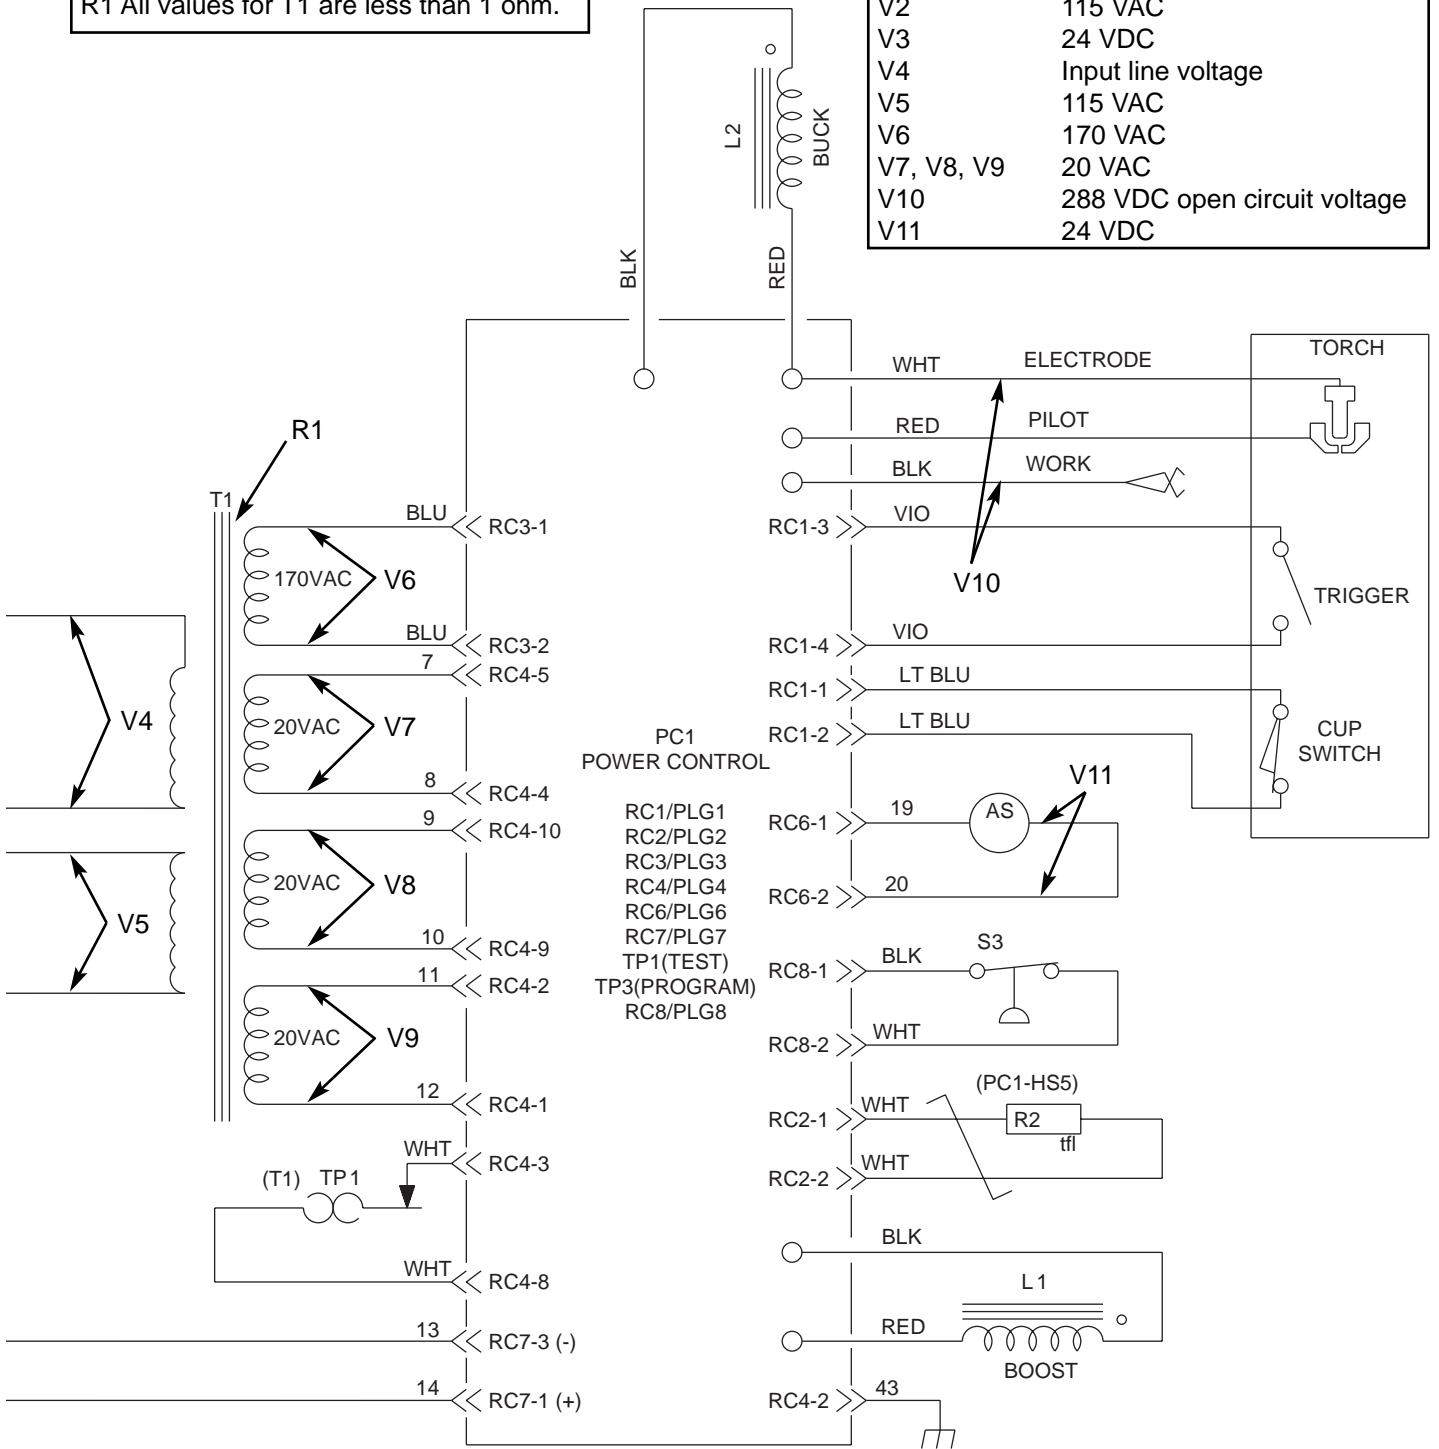 R1 All values for T1 are less than 1 ohm.
V2 115 VAC
V3 24 VDC
V4 Input line voltage
V5 115 VAC
V6 170 VAC
V7, V8, V9 20 VAC
V10 288 VDC open circuit voltage
V11 24 VDC
L2
BUCK
BLK
RED
TORCH
WHT ELECTRODE
RED PILOT
BLK WORK
R1
T1
BLU RC3-1
170VAC V6
BLU RC3-2
7 RC4-5
20VAC V7
8 RC4-4
9 RC4-10
20VAC V8
10 RC4-9
11 RC4-2
20VAC V9
12 RC4-1
V4
V5
WHT RC4-3
(T1) TP1
WHT RC4-8
13 RC7-3 (-)
14 RC7-1 (+)
PC1
POWER CONTROL
RC1/PLG1
RC2/PLG2
RC3/PLG3
RC4/PLG4
RC6/PLG6
RC7/PLG7
TP1(TEST)
TP3(PROGRAM)
RC8/PLG8
RC1-3 VIO
V10
TRIGGER
RC1-4 VIO
RC1-1 LT BLU
RC1-2 LT BLU
CUP
SWITCH
V11
RC6-1 19 AS
RC6-2 20
S3
RC8-1 BLK
RC8-2 WHT
(PC1-HS5)
RC2-1 WHT R2
tfl
RC2-2 WHT
BLK
L1
RED
BOOST
RC4-2 43